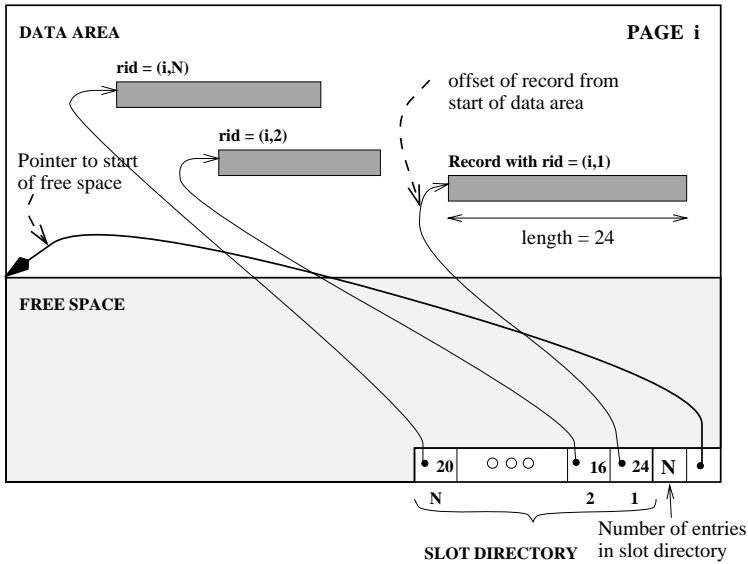 DATA AREA
PAGE i
rid = (i,N)
offset of record from
start of data area
rid = (i,2)
Pointer to start
of free space
Record with rid = (i,1)
length = 24
FREE SPACE
20
16
24
N
N
2
1
Number of entries
in slot directory
SLOT DIRECTORY